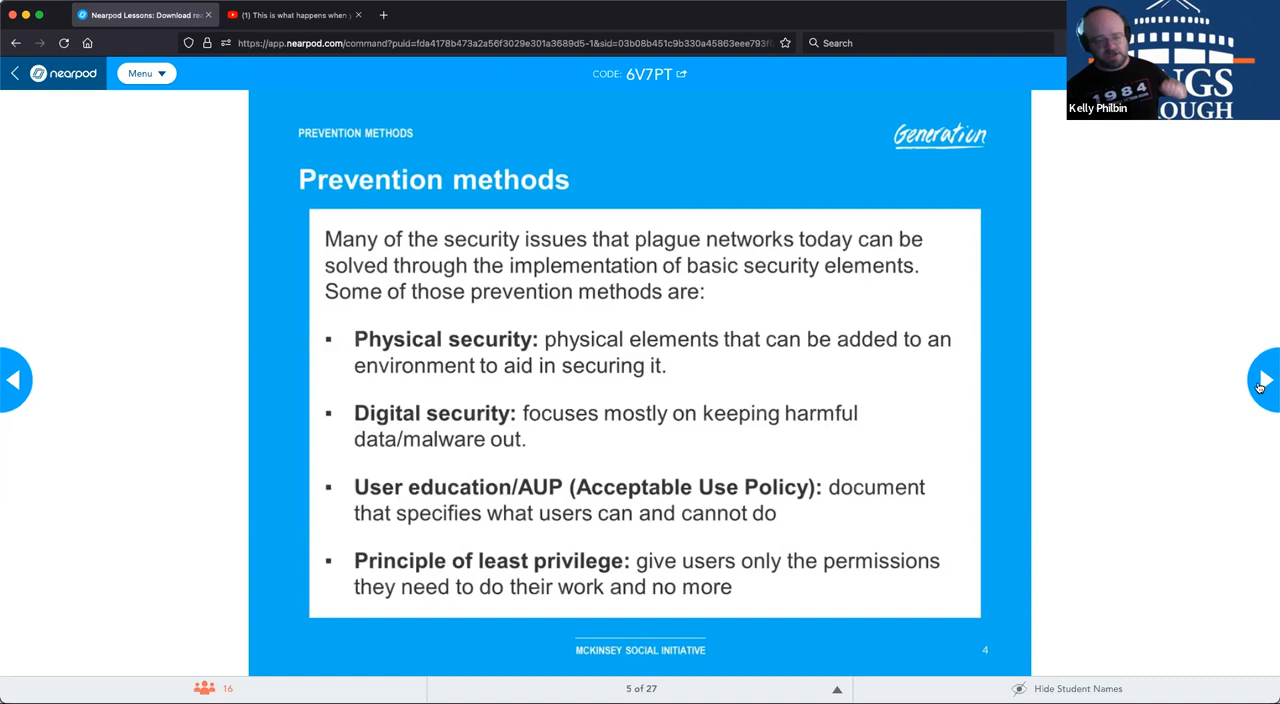 Nearpod Lessons: Download re
(1) This is what happens when
https://app.nearpod.com/command?puid=fda4178b473a2a56f3029e301a3689d5-1&sid=03b08b451c9b330a45863eee793f
Search
nearpod
Menu
CODE: 6V7PT
1984
NGS
OUGH
Kelly Philbin
PREVENTION METHODS
Generation
Prevention methods
Many of the security issues that plague networks today can be
solved through the implementation of basic security elements.
Some of those prevention methods are:
▪ Physical security: physical elements that can be added to an
environment to aid in securing it.
▪ Digital security: focuses mostly on keeping harmful
data/malware out.
▪ User education/AUP (Acceptable Use Policy): document
that specifies what users can and cannot do
▪ Principle of least privilege: give users only the permissions
they need to do their work and no more
MCKINSEY SOCIAL INITIATIVE
4
16
5 of 27
Hide Student Names